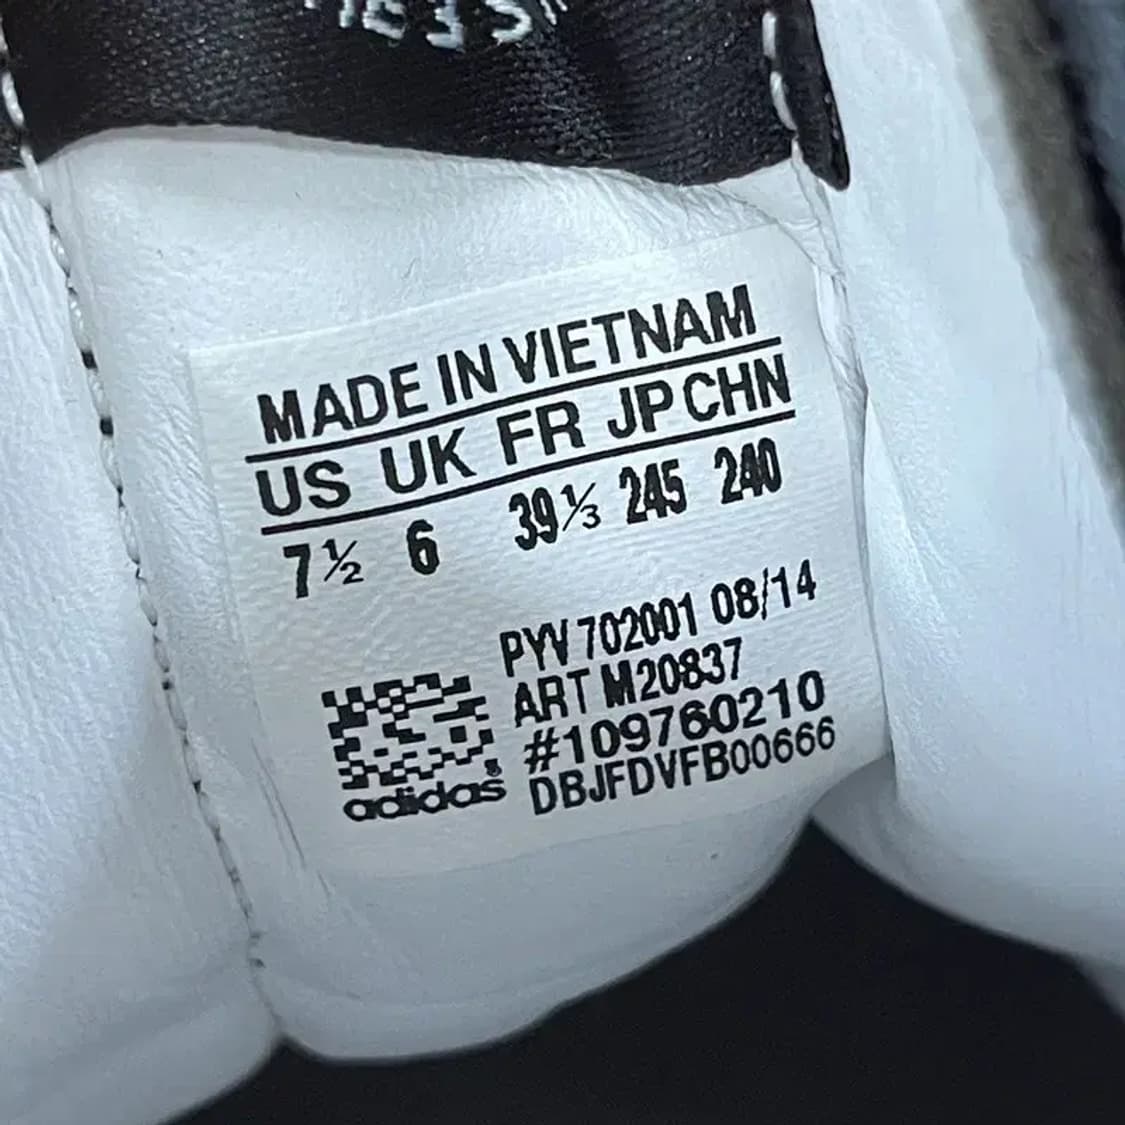 MADE IN VIETNAM
US UK FR JP CHN
7½ 6 39⅓ 245 240
PYV 702001 08/14
ART M20837
#109760210
adidas® DBJFDVFB00666